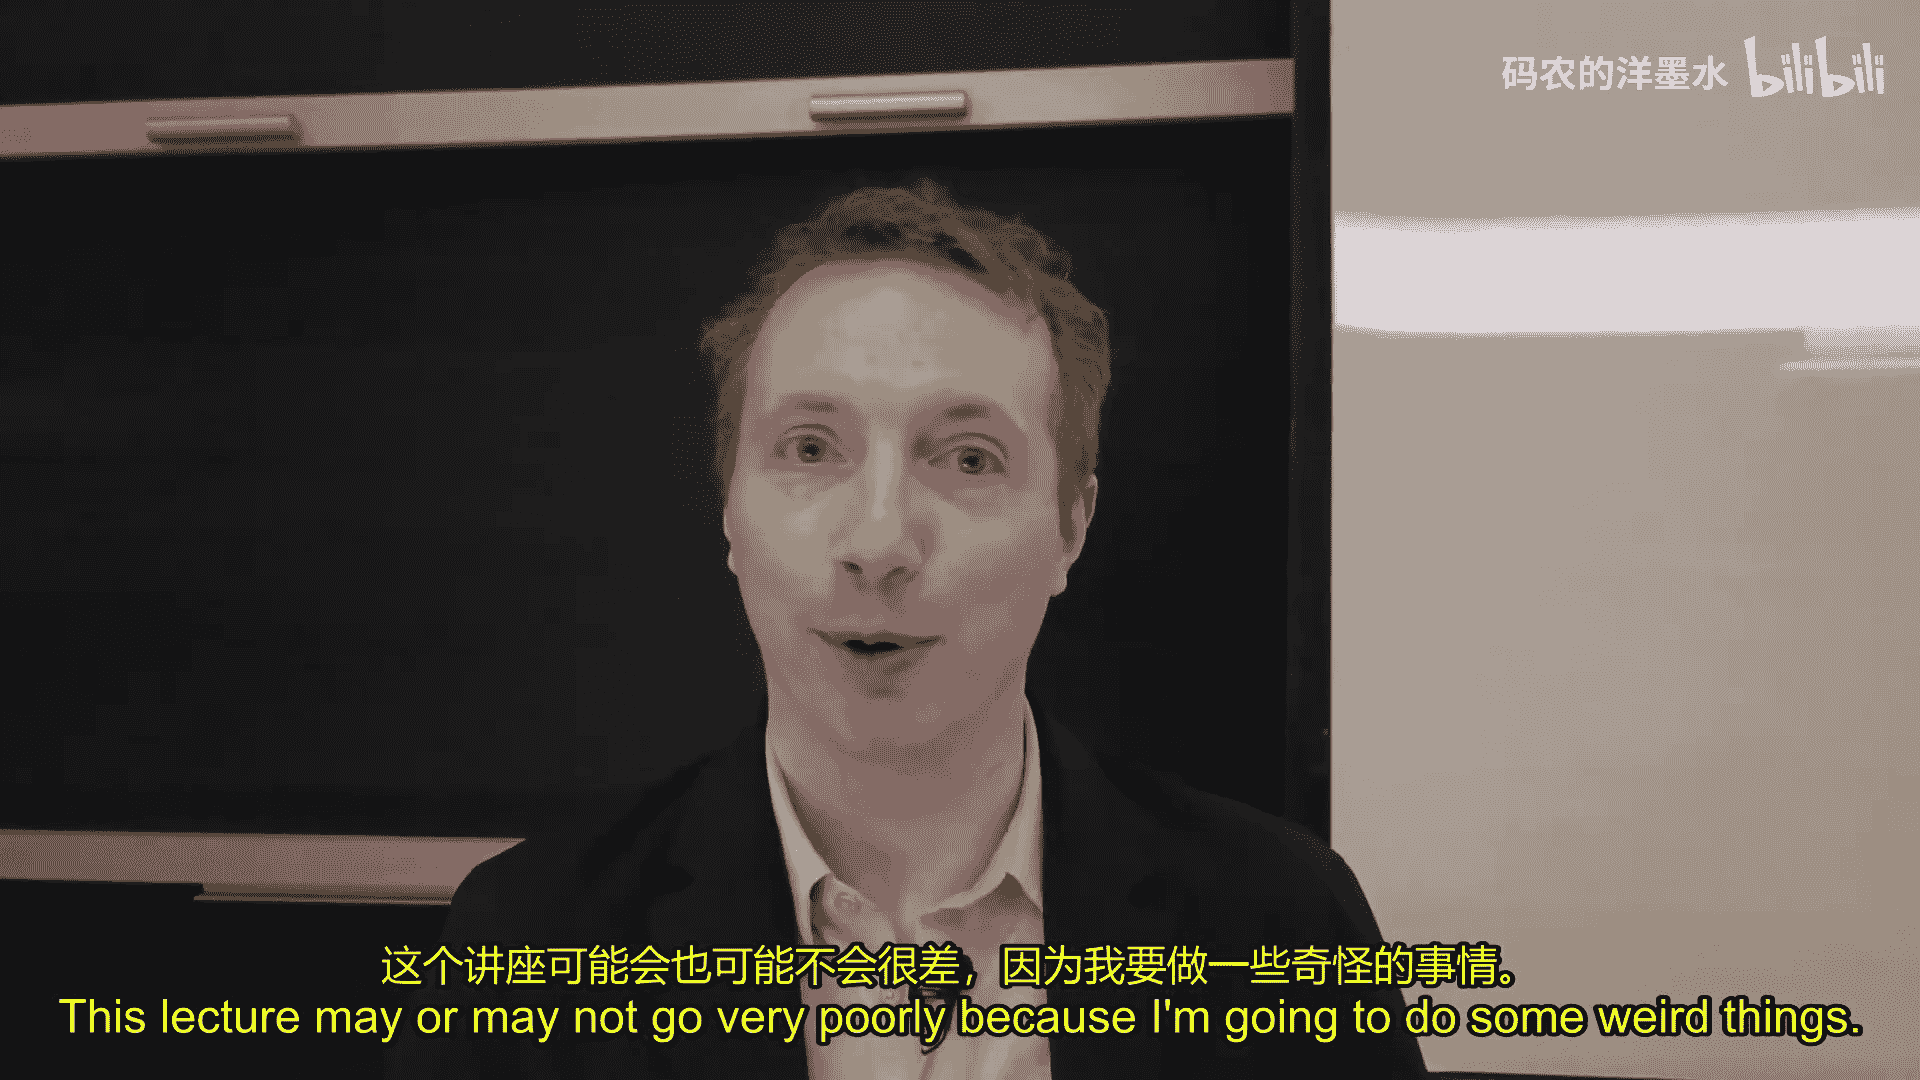 码农的洋墨水 bilibili
这个讲座可能会也可能不会很差，因为我要做一些奇怪的事情。
This lecture may or may not go very poorly because I'm going to do some weird things.